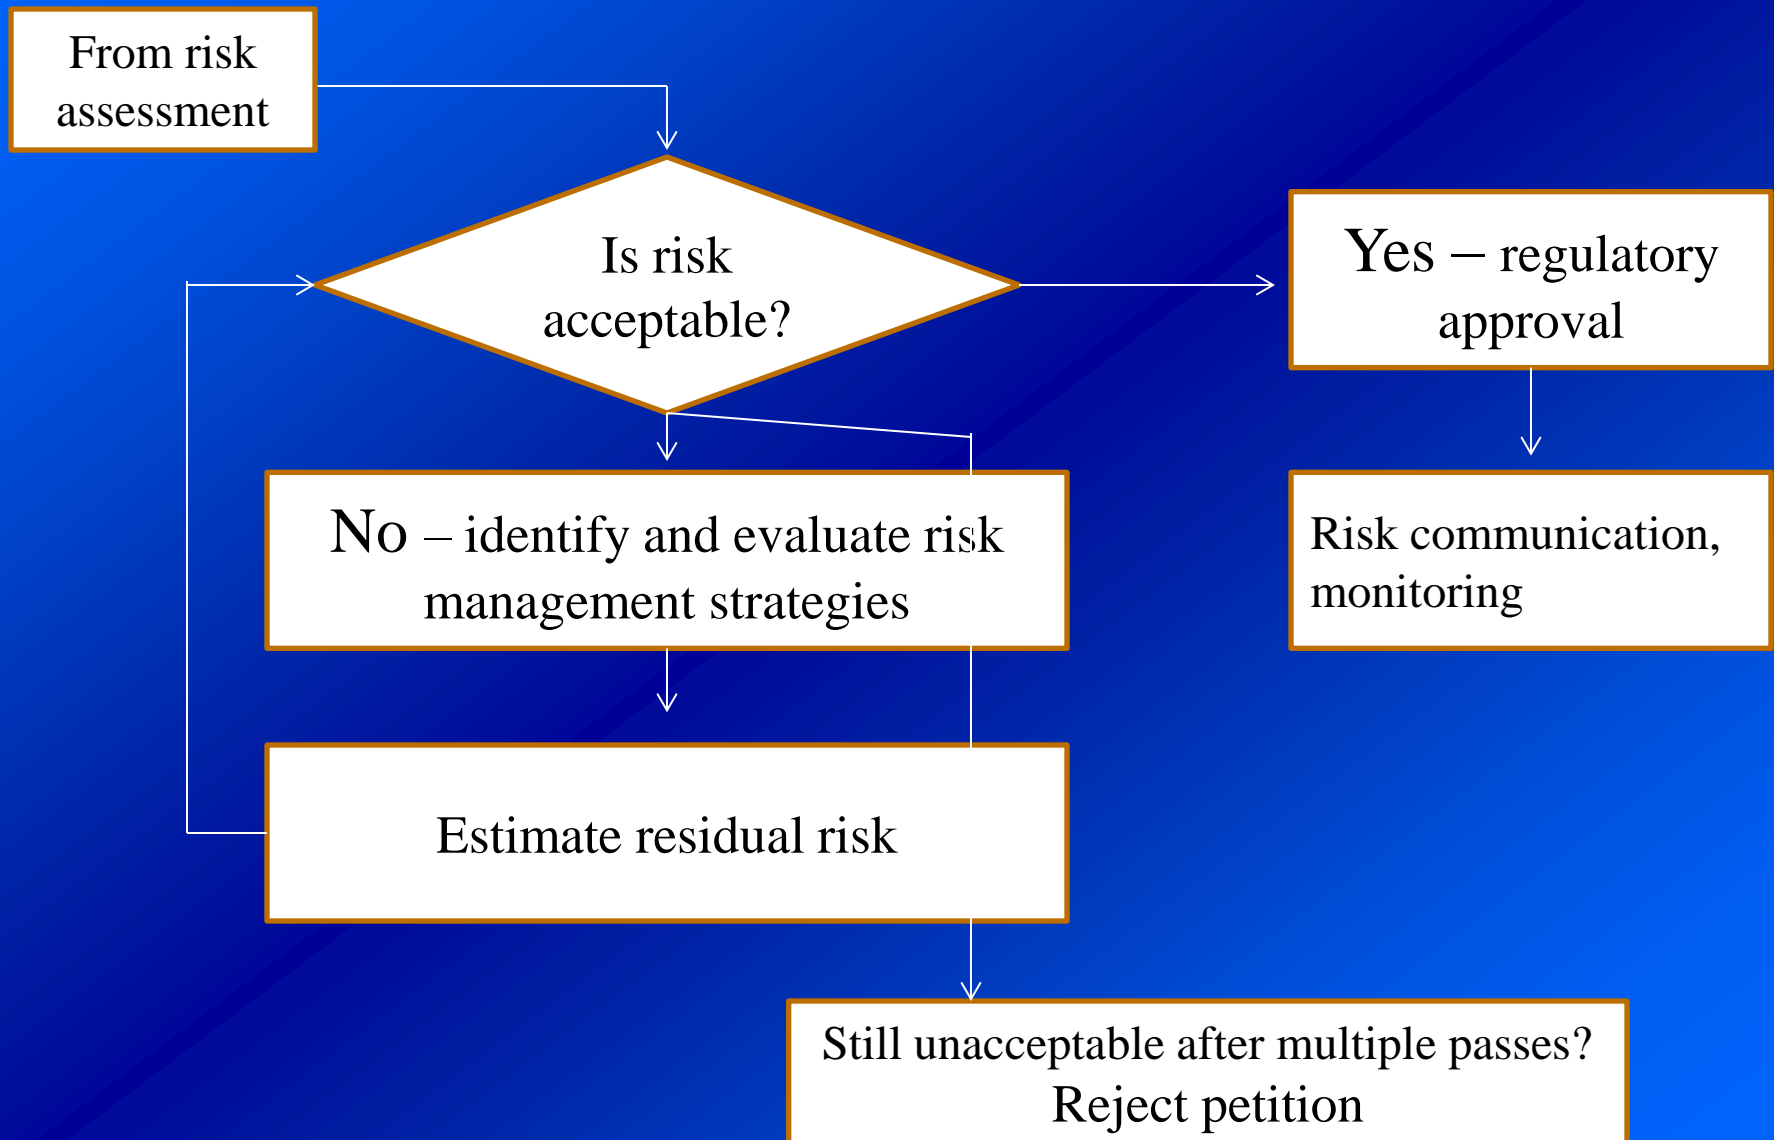 From risk
assessment
Is risk
acceptable?
Yes – regulatory
approval
No – identify and evaluate risk
management strategies
Risk communication,
monitoring
Estimate residual risk
Still unacceptable after multiple passes?
Reject petition